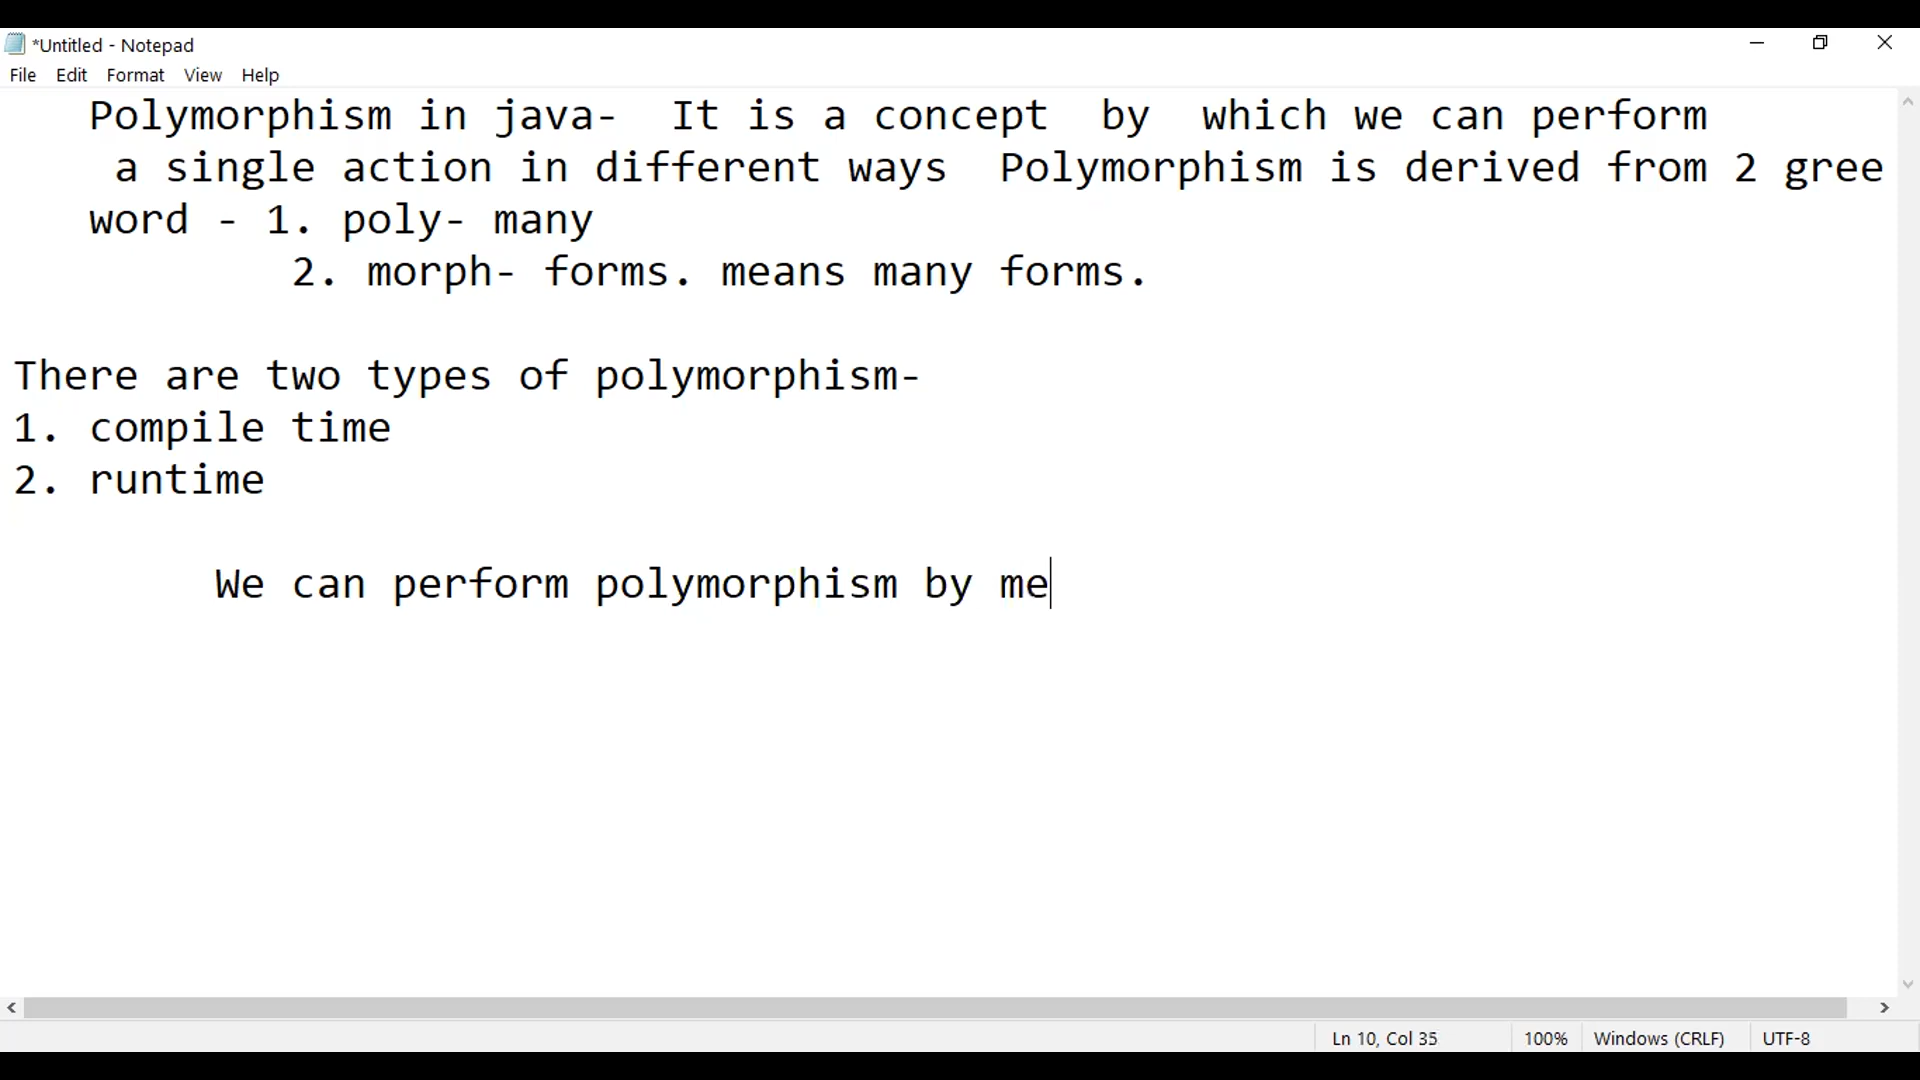 *Untitled - Notepad
File Edit Format View Help
Polymorphism in java-  It is a concept  by  which we can perform
a single action in different ways  Polymorphism is derived from 2 gree
word - 1. poly- many
2. morph- forms. means many forms.
There are two types of polymorphism-
1. compile time
2. runtime
We can perform polymorphism by me
Ln 10, Col 35 100% Windows (CRLF) UTF-8